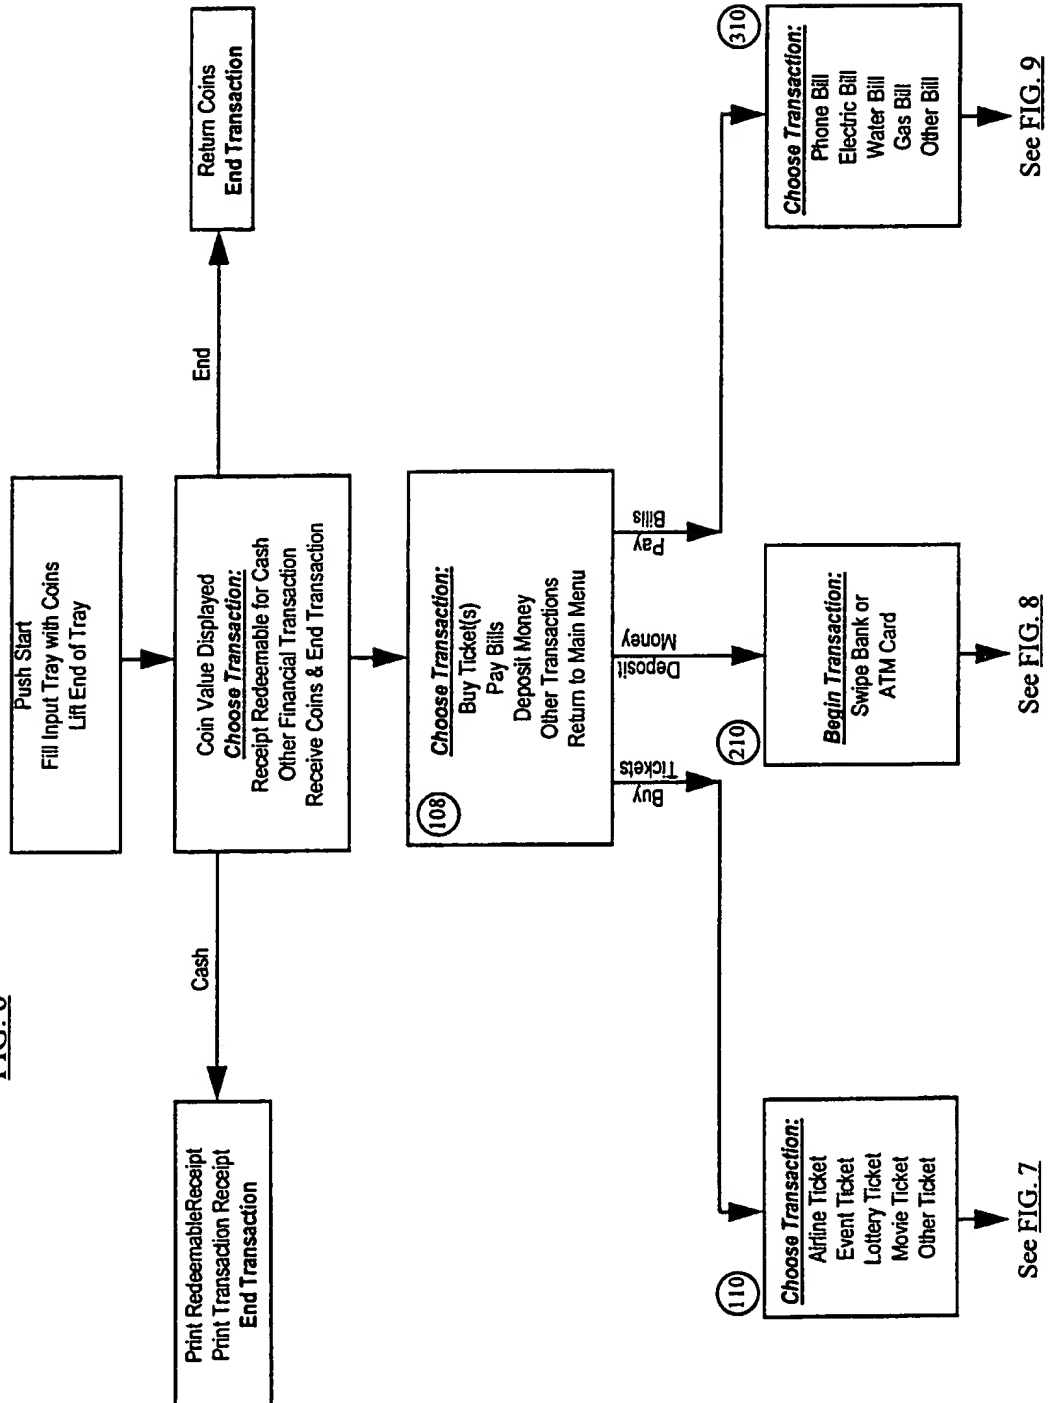 Push Start
Fill Input Tray with Coins
Lift End of Tray
Coin Value Displayed
Choose Transaction:
Receipt Redeemable for Cash
Other Financial Transaction
Receive Coins & End Transaction
Cash
Print RedeemableReceipt
Print Transaction Receipt
End Transaction
End
Return Coins
End Transaction
108
Choose Transaction:
Buy Ticket(s)
Pay Bills
Deposit Money
Other Transactions
Return to Main Menu
Buy
Tickets
Deposit
Money
Pay
Bills
110
Choose Transaction:
Airline Ticket
Event Ticket
Lottery Ticket
Movie Ticket
Other Ticket
See FIG. 7
210
Begin Transaction:
Swipe Bank or
ATM Card
See FIG. 8
310
Choose Transaction:
Phone Bill
Electric Bill
Water Bill
Gas Bill
Other Bill
See FIG. 9